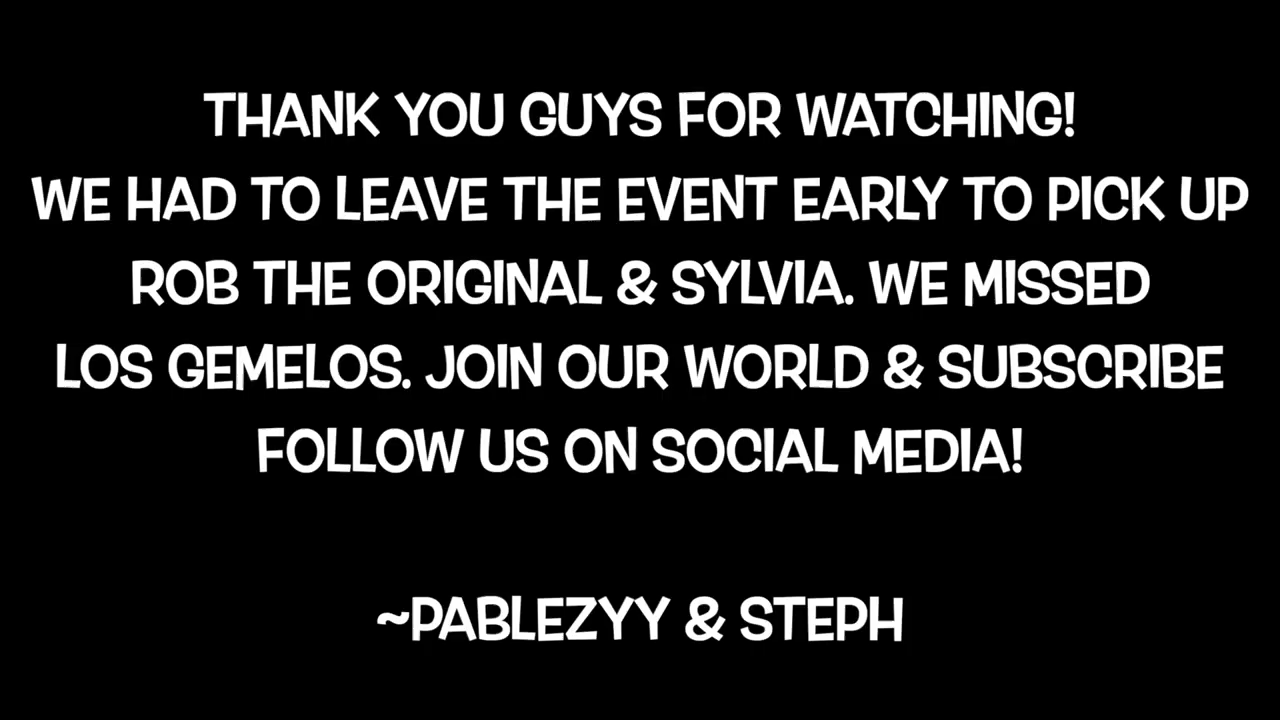 THANK YOU GUYS FOR WATCHING!
WE HAD TO LEAVE THE EVENT EARLY TO PICK UP
ROB THE ORIGINAL & SYLVIA. WE MISSED
LOS GEMELOS. JOIN OUR WORLD & SUBSCRIBE
FOLLOW US ON SOCIAL MEDIA!
~PABLEZYY & STEPH